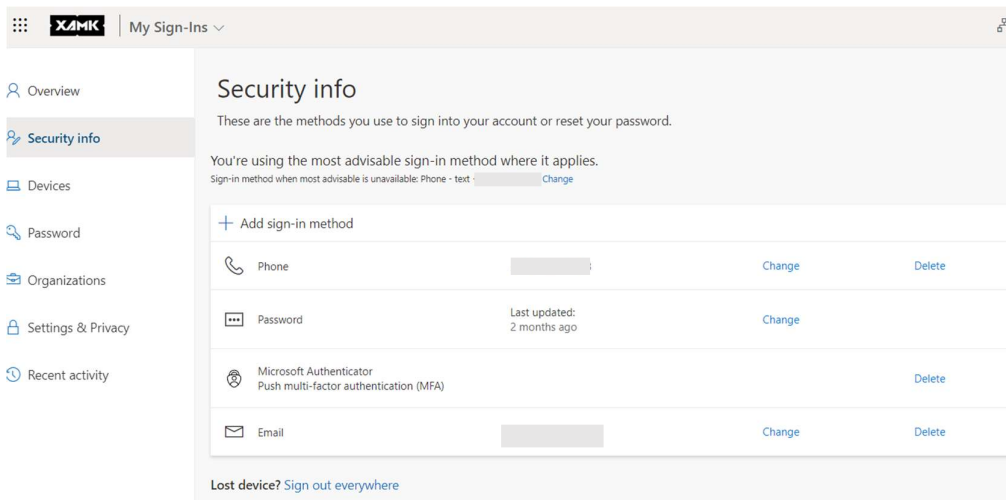 XAMK
My Sign-Ins
Overview
Security info
Devices
Password
Organizations
Settings & Privacy
Recent activity
Security info
These are the methods you use to sign into your account or reset your password.
You're using the most advisable sign-in method where it applies.
Sign-in method when most advisable is unavailable: Phone - text Change
+ Add sign-in method
Phone Change Delete
Password Last updated:
2 months ago Change
Microsoft Authenticator
Push multi-factor authentication (MFA) Delete
Email Change Delete
Lost device? Sign out everywhere